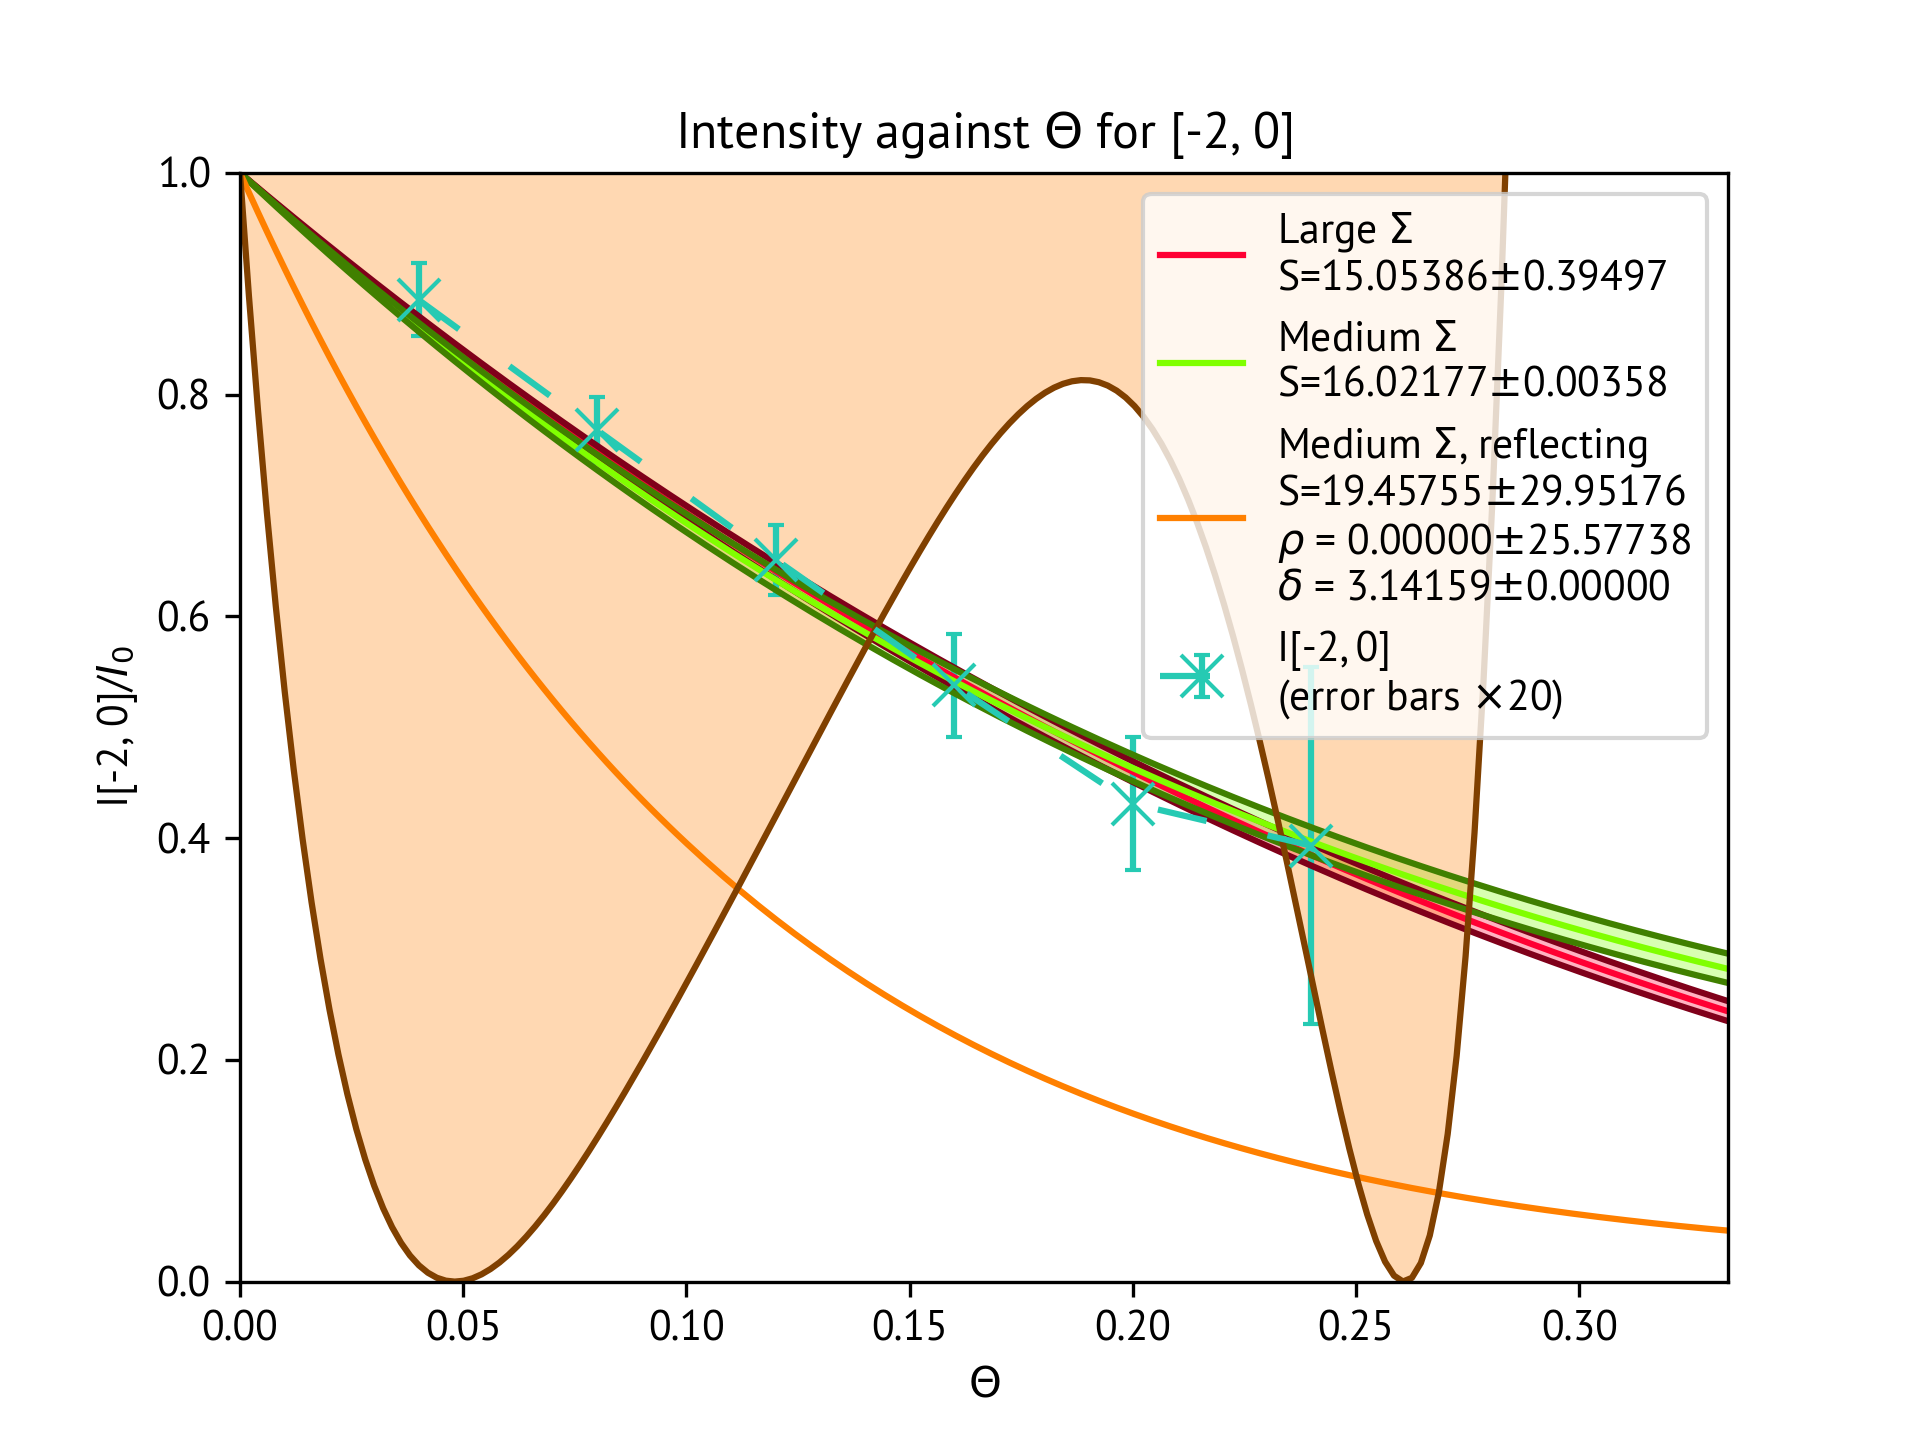 Intensity against Θ for [-2, 0]
I[-2, 0]/I₀
1.0
0.8
0.6
0.4
0.2
0.0
0.00
0.05
0.10
0.15
0.20
0.25
0.30
Θ
Large Σ
S=15.05386±0.39497
Medium Σ
S=16.02177±0.00358
Medium Σ, reflecting
S=19.45755±29.95176
ρ = 0.00000±25.57738
δ = 3.14159±0.00000
I[-2, 0]
(error bars ×20)